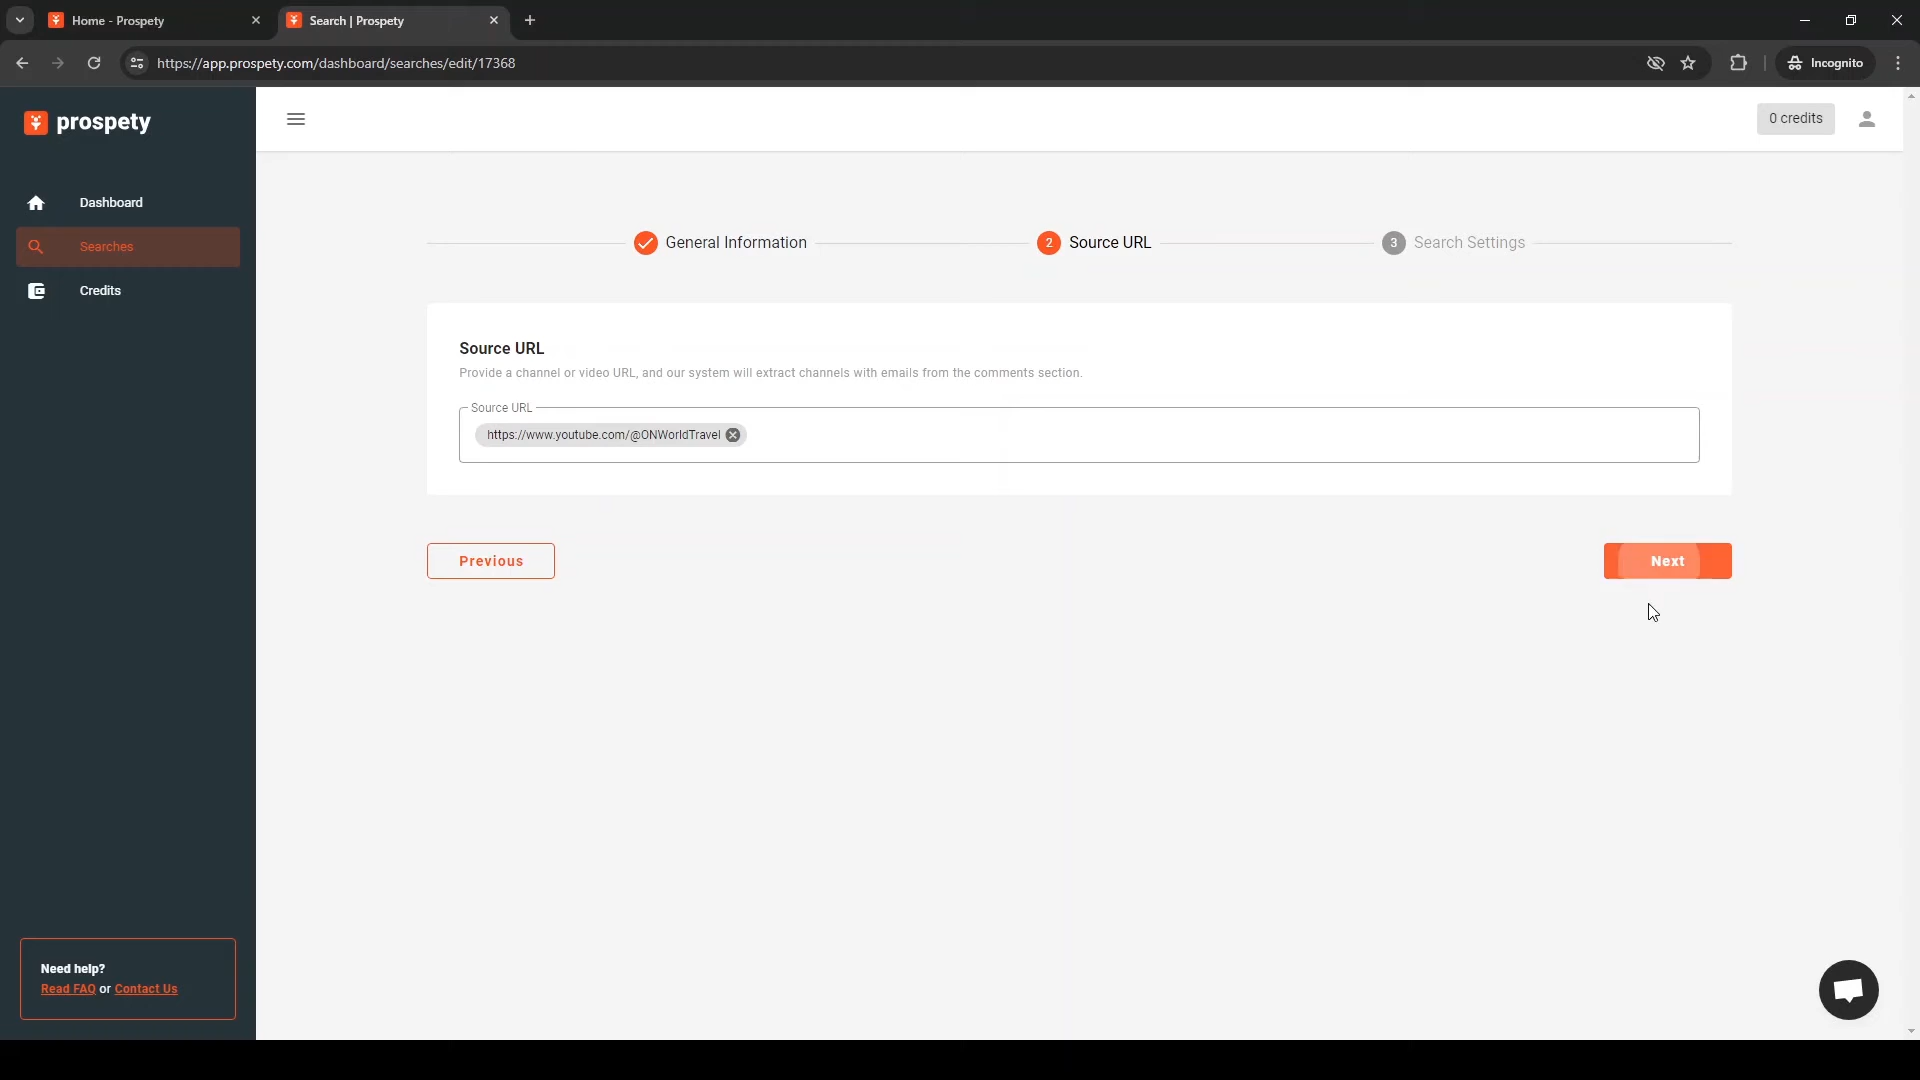 Home - Prospety
Search | Prospety
https://app.prospety.com/dashboard/searches/edit/17368
Incognito
prospety
0 credits
Dashboard
Searches
Credits
General Information
2 Source URL
3 Search Settings
Source URL
Provide a channel or video URL, and our system will extract channels with emails from the comments section.
Source URL
https://www.youtube.com/@ONWorldTravel
Previous
Next
Need help?
Read FAQ or Contact Us